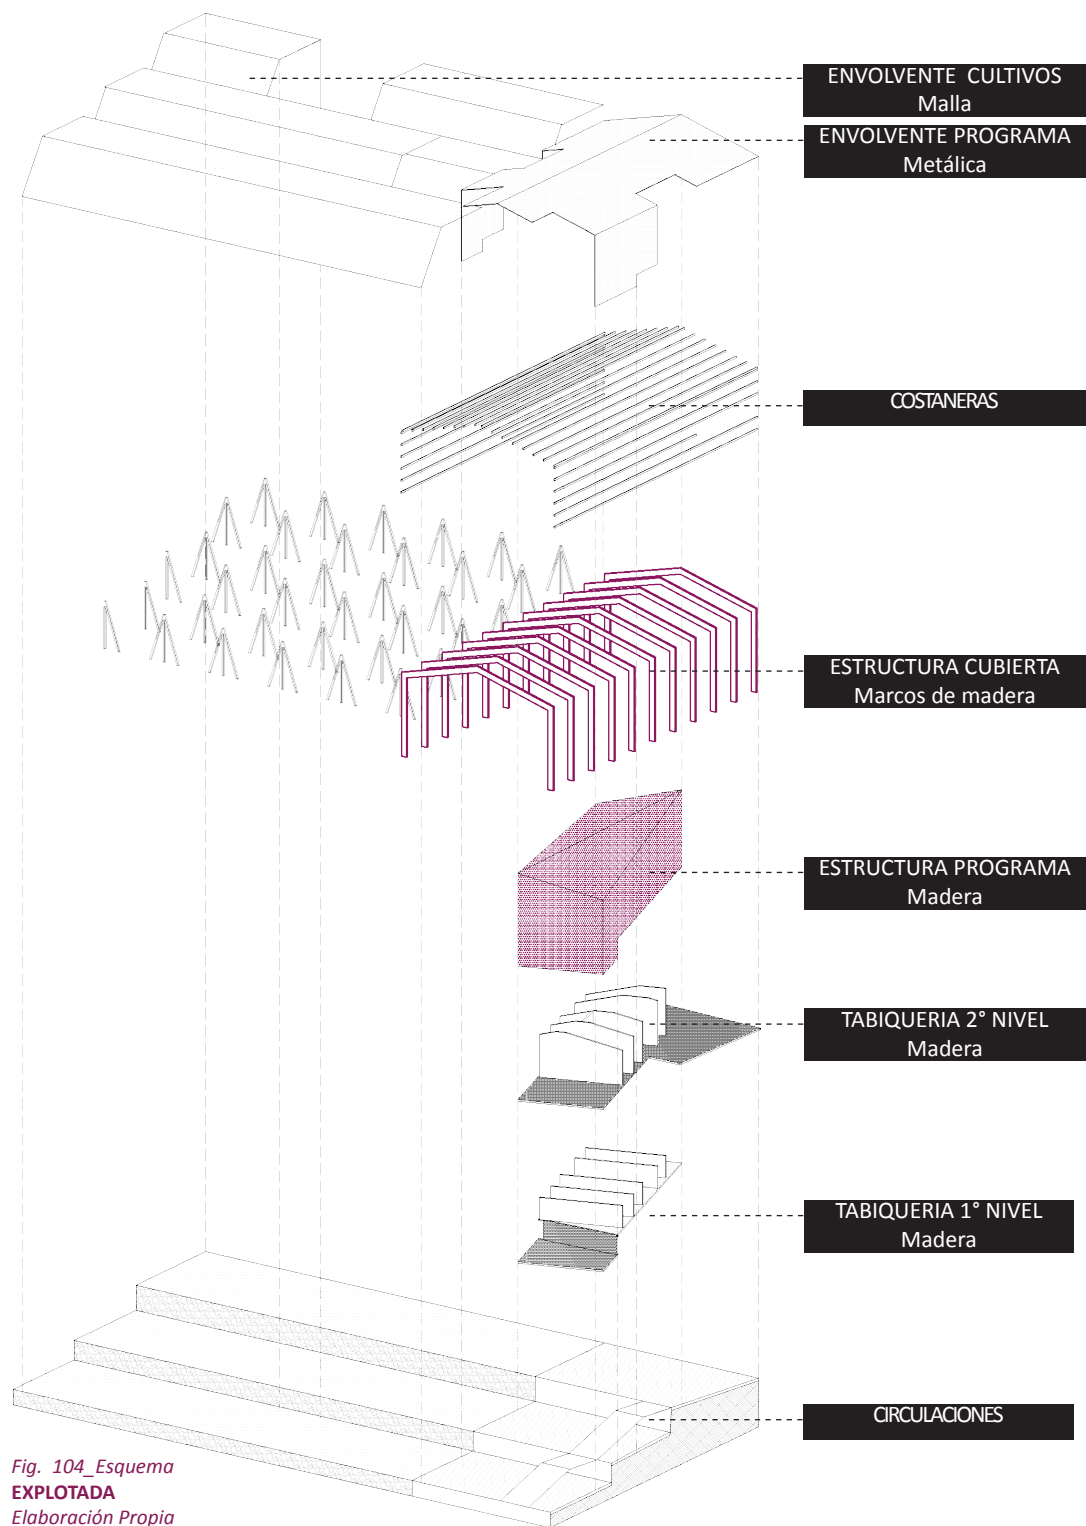 ENVOLVENTE CULTIVOS
Malla
ENVOLVENTE PROGRAMA
Metálica
COSTANERAS
ESTRUCTURA CUBIERTA
Marcos de madera
ESTRUCTURA PROGRAMA
Madera
TABIQUERIA 2° NIVEL
Madera
TABIQUERIA 1° NIVEL
Madera
CIRCULACIONES
Fig. 104_Esquema
EXPLOTADA
Elaboración Propia